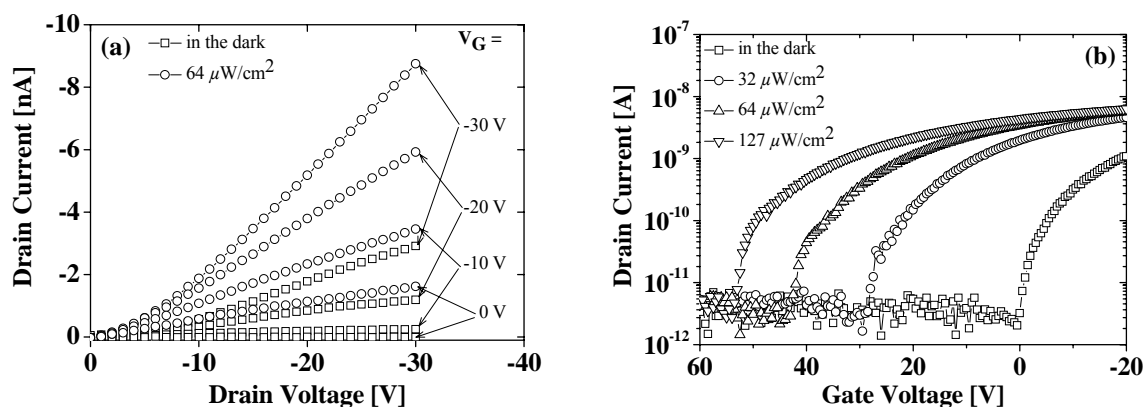 (a)
in the dark
64 µW/cm²
V_G =
-30 V
-20 V
-10 V
0 V
-10
-8
-6
-4
-2
0
Drain Current [nA]
0
-10
-20
-30
-40
Drain Voltage [V]
(b)
in the dark
32 µW/cm²
64 µW/cm²
127 µW/cm²
10⁻⁷
10⁻⁸
10⁻⁹
10⁻¹⁰
10⁻¹¹
10⁻¹²
Drain Current [A]
60
40
20
0
-20
Gate Voltage [V]